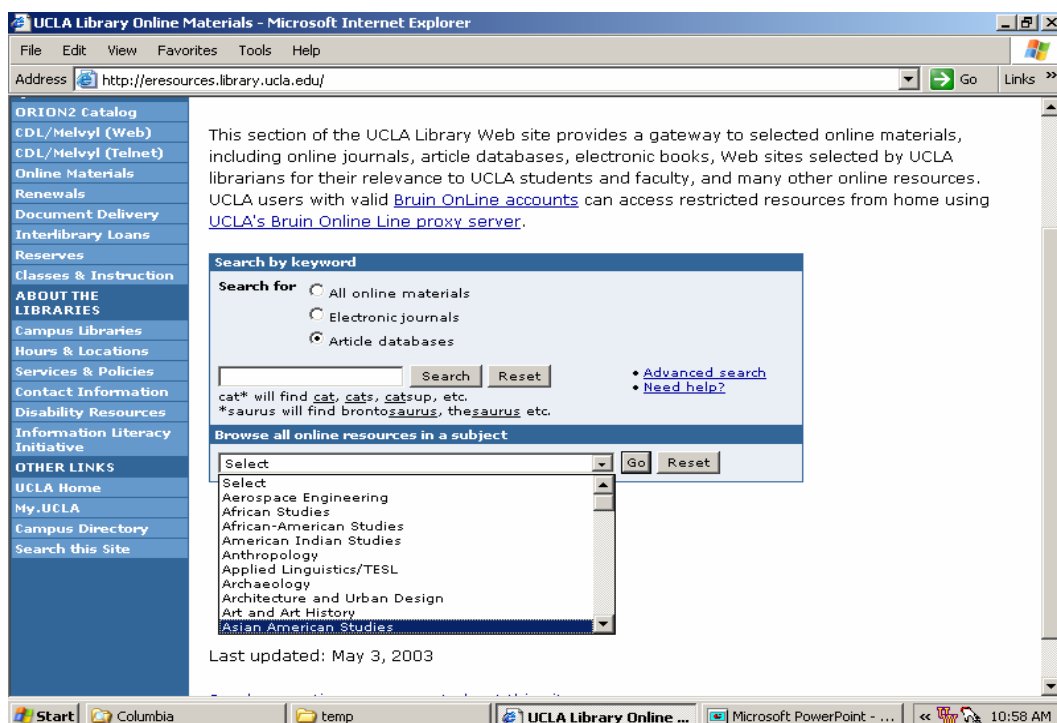 UCLA Library Online Materials - Microsoft Internet Explorer
File Edit View Favorites Tools Help
Address http://eresources.library.ucla.edu/ Go Links »
ORION2 Catalog
CDL/Melvyl (Web)
CDL/Melvyl (Telnet)
Online Materials
Renewals
Document Delivery
Interlibrary Loans
Reserves
Classes & Instruction
ABOUT THE
LIBRARIES
Campus Libraries
Hours & Locations
Services & Policies
Contact Information
Disability Resources
Information Literacy
Initiative
OTHER LINKS
UCLA Home
My.UCLA
Campus Directory
Search this Site
This section of the UCLA Library Web site provides a gateway to selected online materials,
including online journals, article databases, electronic books, Web sites selected by UCLA
librarians for their relevance to UCLA students and faculty, and many other online resources.
UCLA users with valid Bruin OnLine accounts can access restricted resources from home using
UCLA's Bruin Online Line proxy server.
Search by keyword
Search for All online materials
Electronic journals
Article databases
Search Reset
• Advanced search
• Need help?
cat* will find cat, cats, catsup, etc.
*saurus will find brontosaurus, thesaurus etc.
Browse all online resources in a subject
Select Go Reset
Select
Aerospace Engineering
African Studies
African-American Studies
American Indian Studies
Anthropology
Applied Linguistics/TESL
Archaeology
Architecture and Urban Design
Art and Art History
Asian American Studies
Last updated: May 3, 2003
Start Columbia temp UCLA Library Online ... Microsoft PowerPoint - ... « 10:58 AM